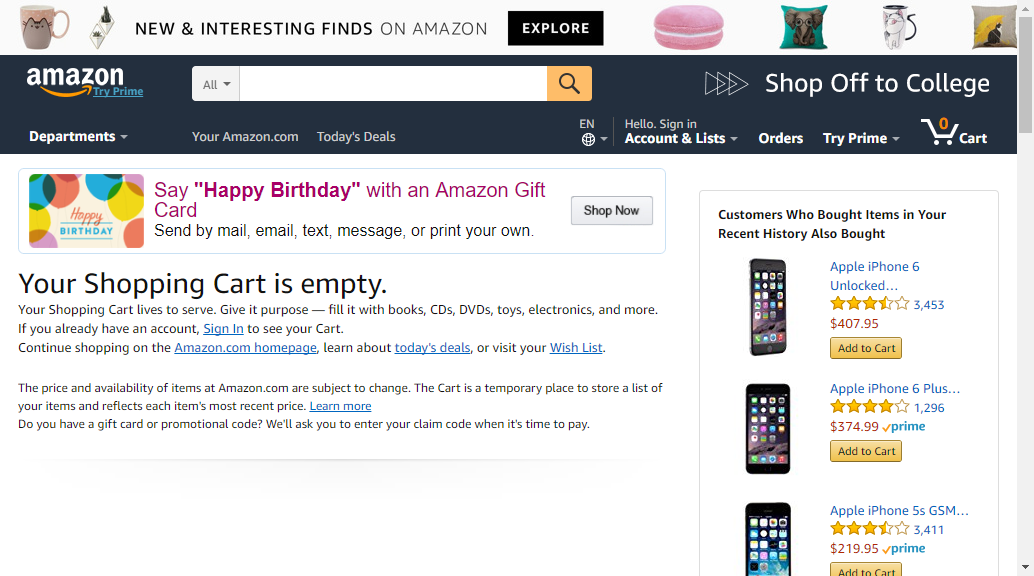 NEW & INTERESTING FINDS ON AMAZON EXPLORE
amazon
Try Prime
All
Shop Off to College
Departments
Your Amazon.com Today's Deals
EN
Hello. Sign in
Account & Lists
Orders
Try Prime
0
Cart
Happy
BIRTHDAY
Say "Happy Birthday" with an Amazon Gift
Card
Send by mail, email, text, message, or print your own.
Shop Now
Your Shopping Cart is empty.
Your Shopping Cart lives to serve. Give it purpose — fill it with books, CDs, DVDs, toys, electronics, and more.
If you already have an account, Sign In to see your Cart.
Continue shopping on the Amazon.com homepage, learn about today's deals, or visit your Wish List.
The price and availability of items at Amazon.com are subject to change. The Cart is a temporary place to store a list of
your items and reflects each item's most recent price. Learn more
Do you have a gift card or promotional code? We'll ask you to enter your claim code when it's time to pay.
Customers Who Bought Items in Your
Recent History Also Bought
Apple iPhone 6
Unlocked...
3,453
$407.95
Add to Cart
Apple iPhone 6 Plus...
1,296
$374.99 prime
Add to Cart
Apple iPhone 5s GSM...
3,411
$219.95 prime
Add to Cart